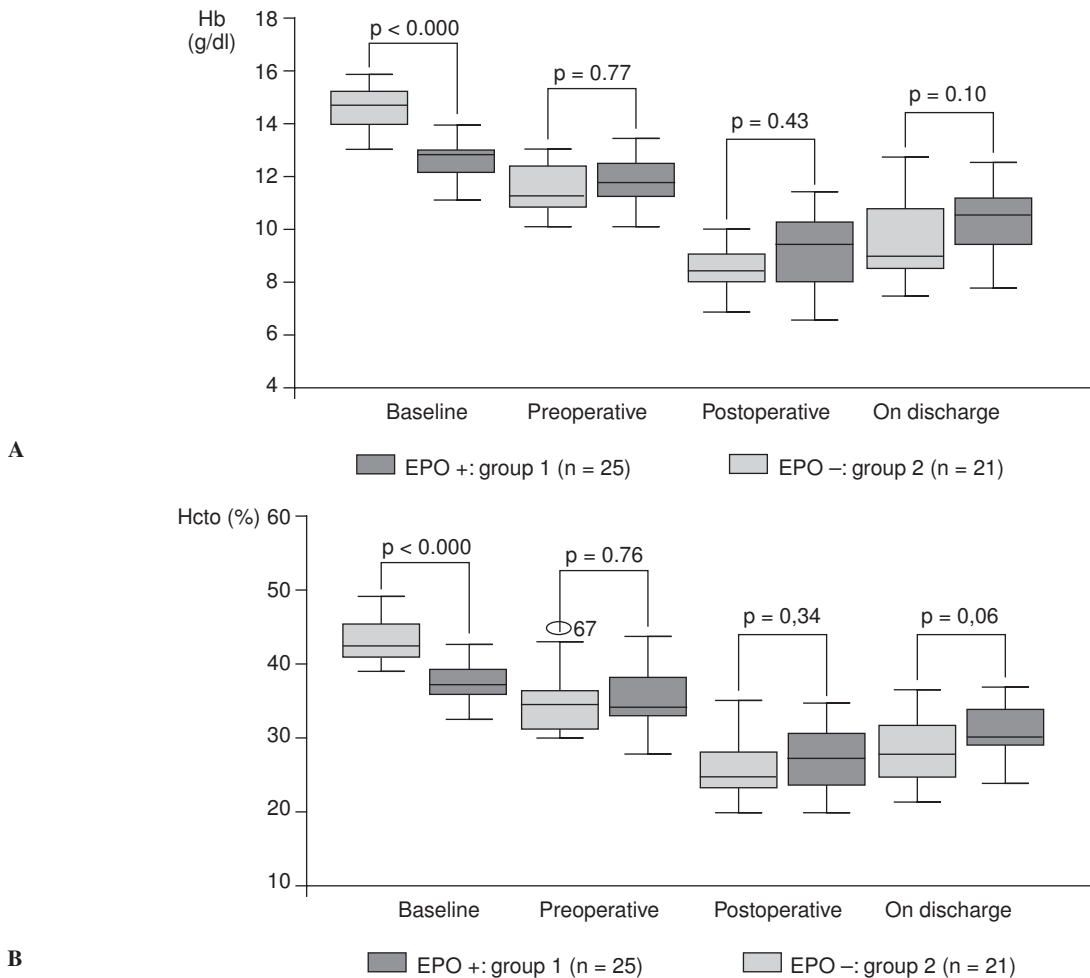 Hb
(g/dl)
18
16
14
12
10
8
6
4
p < 0.000
p = 0.77
p = 0.43
p = 0.10
Baseline Preoperative Postoperative On discharge
A
EPO +: group 1 (n = 25) EPO –: group 2 (n = 21)
Hcto (%)
60
50
40
30
20
10
p < 0.000
p = 0.76
67
p = 0,34
p = 0,06
Baseline Preoperative Postoperative On discharge
B
EPO +: group 1 (n = 25) EPO –: group 2 (n = 21)